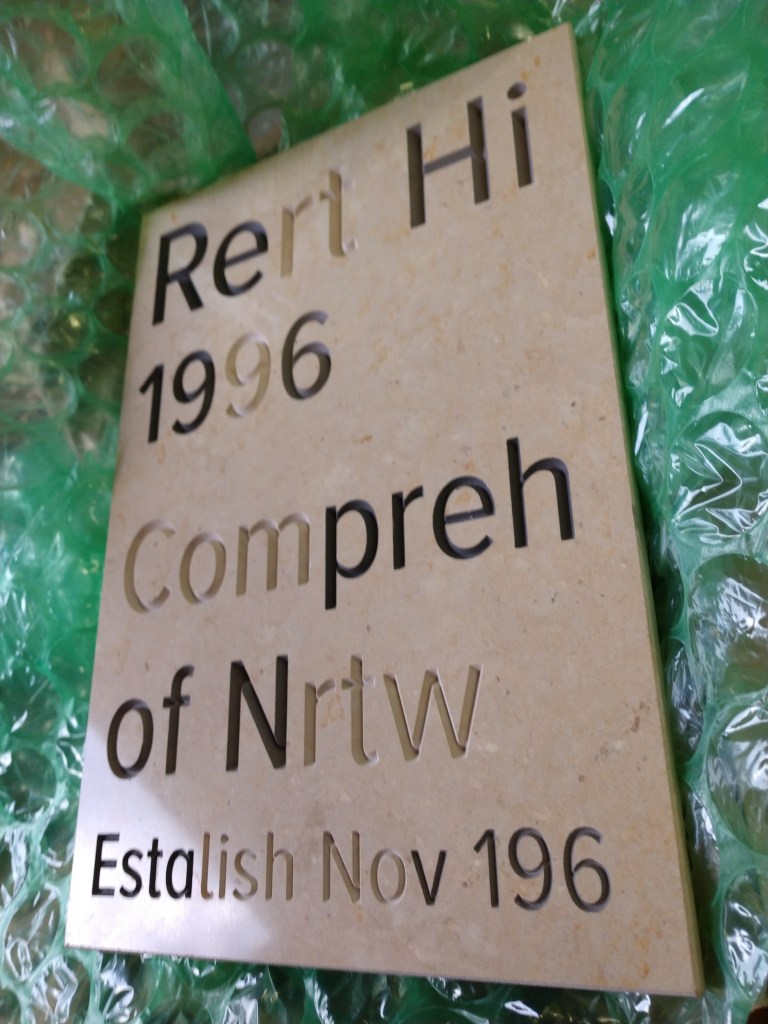 Rert Hi
1996
Compreh
of Nrtw
Estalish Nov 196